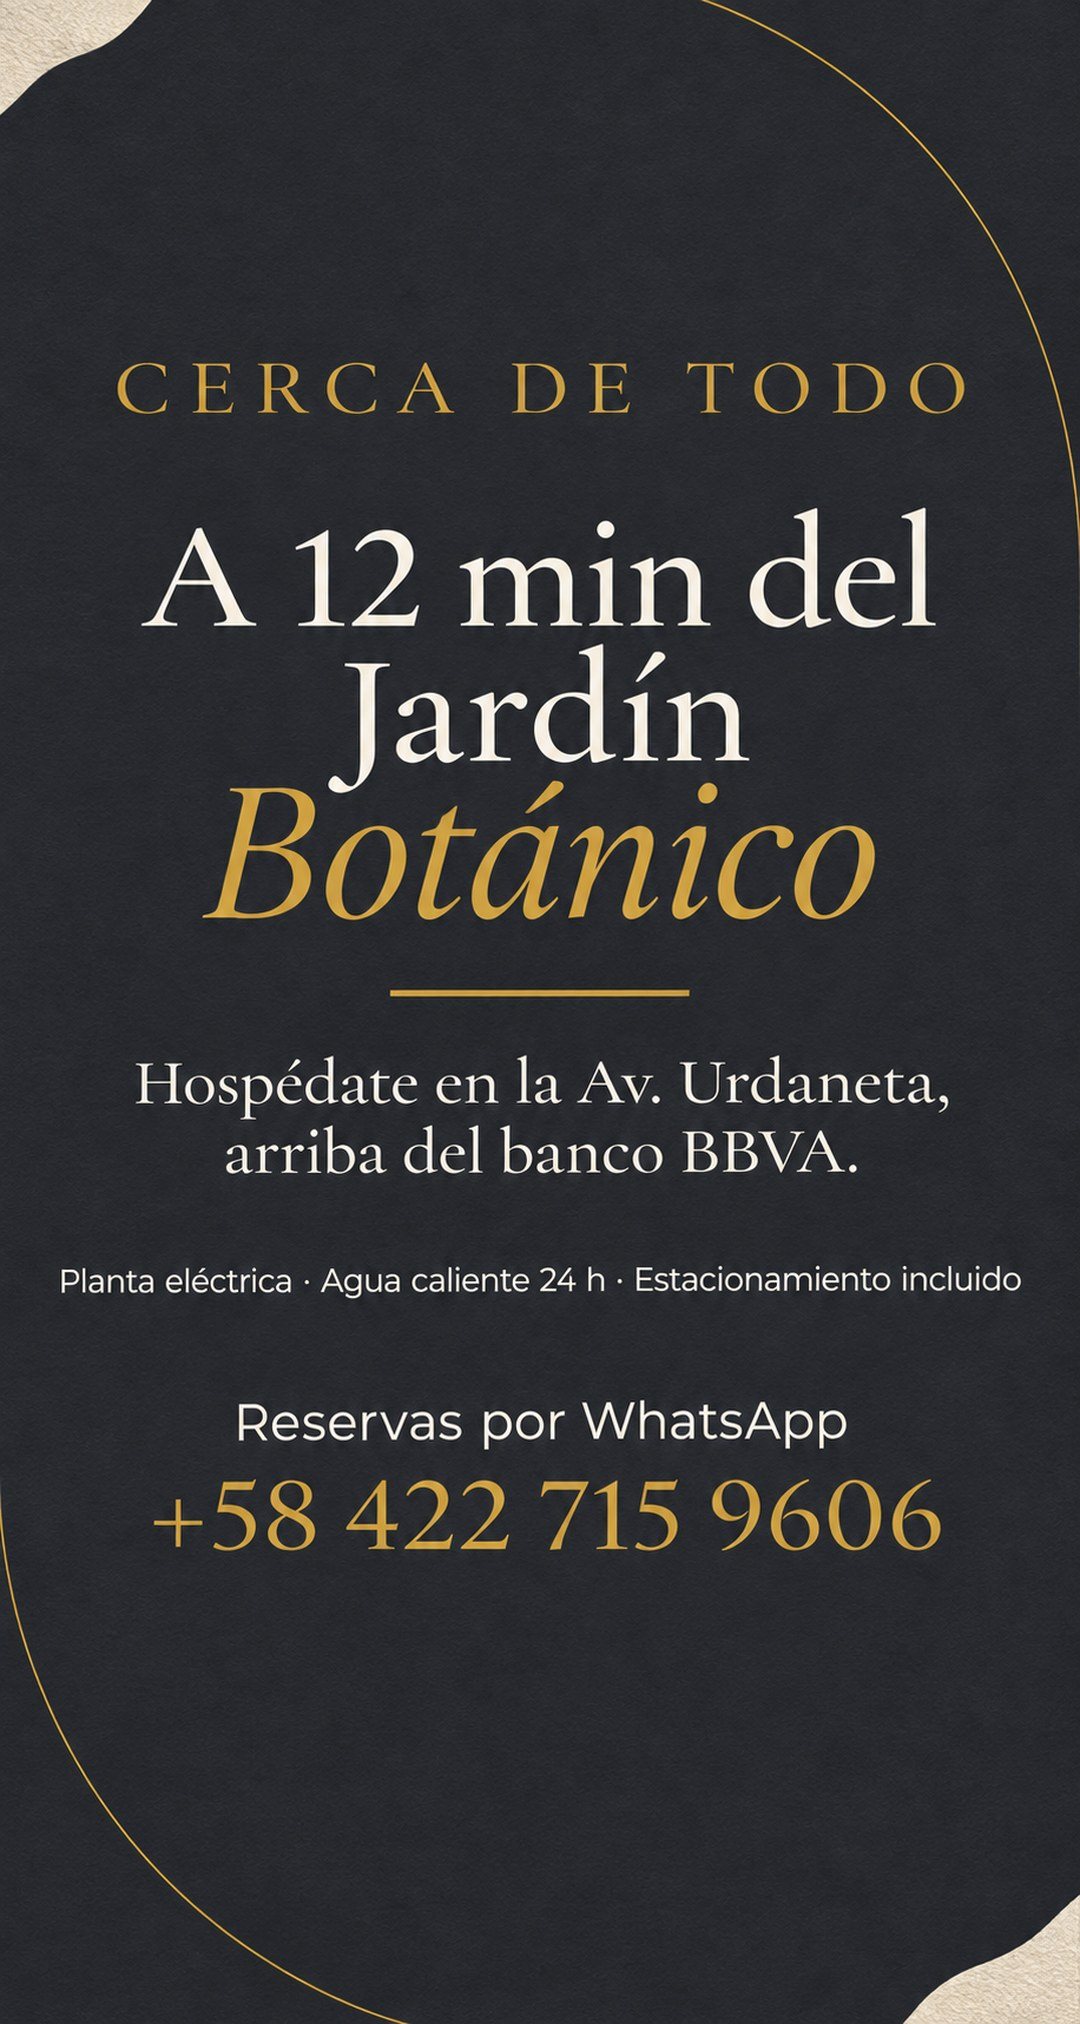 CERCA DE TODO
A 12 min del
Jardín
Botánico
Hospédate en la Av. Urdaneta,
arriba del banco BBVA.
Planta eléctrica · Agua caliente 24 h · Estacionamiento incluido
Reservas por WhatsApp
+58 422 715 9606